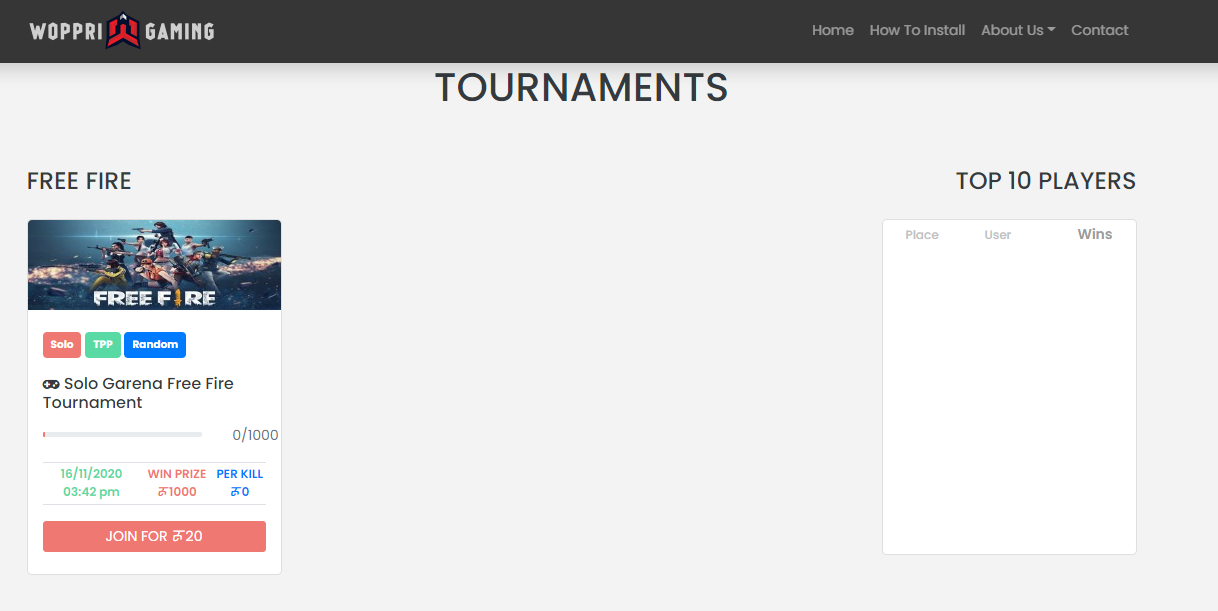 WOPPRI GAMING
Home How To Install About Us Contact
TOURNAMENTS
FREE FIRE
FREE FIRE
Solo TPP Random
Solo Garena Free Fire
Tournament
0/1000
16/11/2020 WIN PRIZE PER KILL
03:42 pm रू1000 रू0
JOIN FOR रू20
TOP 10 PLAYERS
Place User Wins